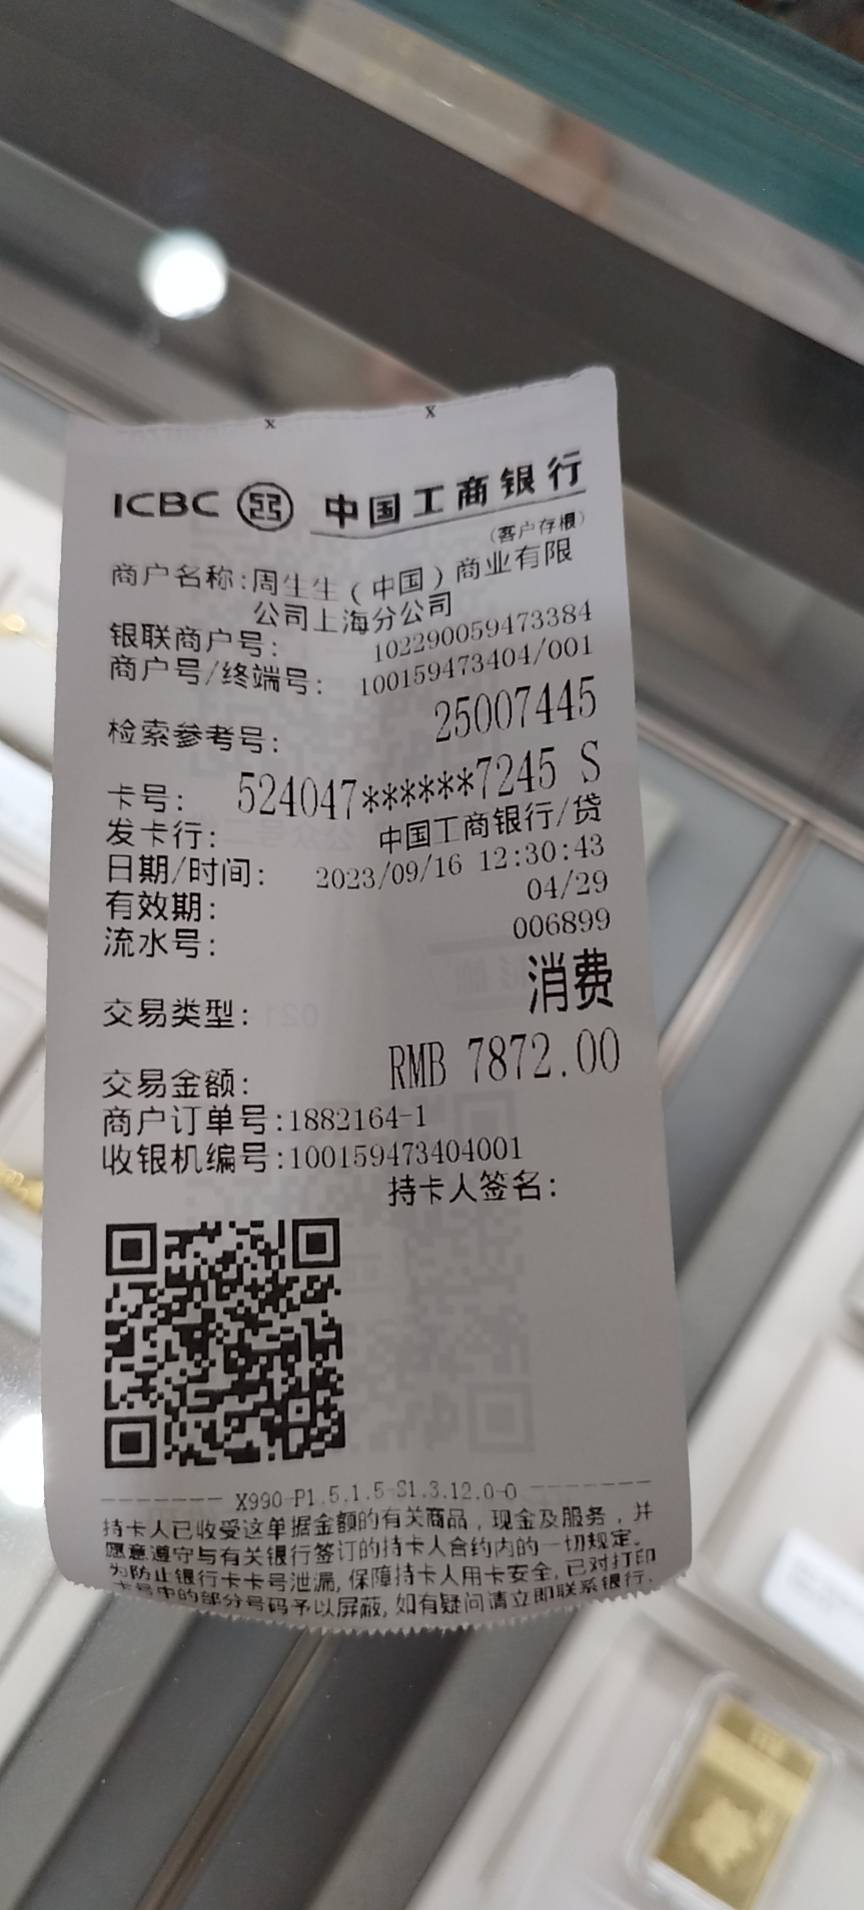 x x
ICBC 中国工商银行
(客户存根)
商户名称:周生生(中国)商业有限
公司上海分公司
银联商户号: 102290059473384
商户号/终端号: 100159473404/001
检索参考号: 25007445
卡号: 524047******7245 S
发卡行: 中国工商银行/贷
日期/时间: 2023/09/16 12:30:43
有效期: 04/29
流水号: 006899
交易类型: 消费
交易金额: RMB 7872.00
商户订单号:1882164-1
收银机编号:100159473404001
持卡人签名:
-------- X990-P1.5.1.5-S1.3.12.0-0 --------
持卡人已收受这单据金额的有关商品,现金及服务,并
愿意遵守与有关银行签订的持卡人合约内的一切规定。
为防止银行卡卡号泄漏,保障持卡人用卡安全,已对打印
卡号中的部分号码予以屏蔽,如有疑问请立即联系银行.